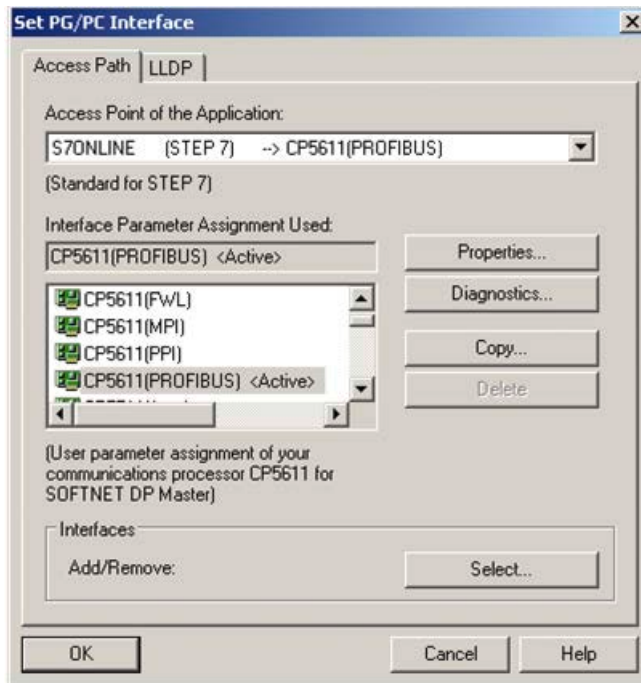 Set PG/PC Interface
Access Path
LLDP
Access Point of the Application:
S7ONLINE (STEP 7) --> CP5611(PROFIBUS)
(Standard for STEP 7)
Interface Parameter Assignment Used:
CP5611(PROFIBUS) <Active>
Properties...
Diagnostics...
CP5611(FWL)
CP5611(MPI)
CP5611(PPI)
CP5611(PROFIBUS) <Active>
Copy...
Delete
(User parameter assignment of your
communications processor CP5611 for
SOFTNET DP Master)
Interfaces
Add/Remove:
Select...
OK
Cancel
Help